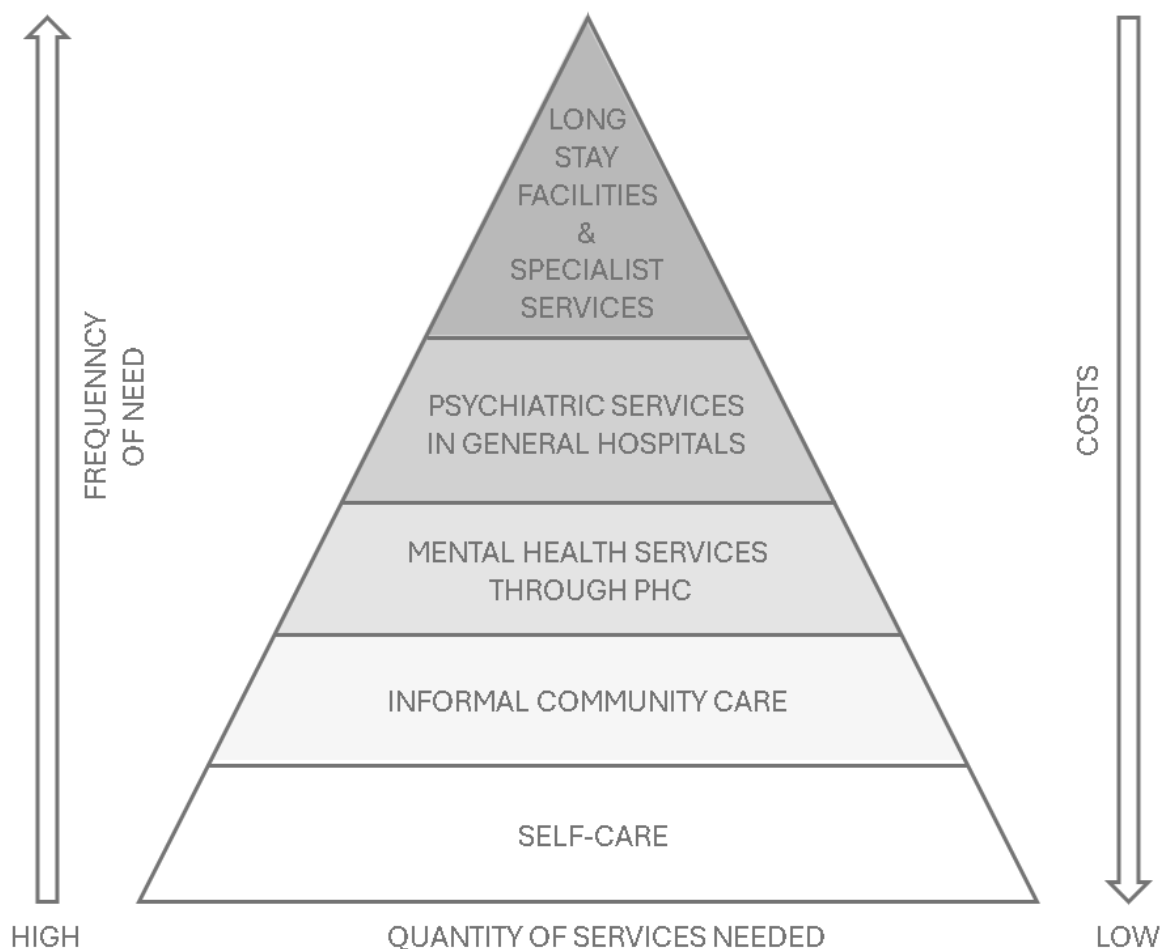 LONG
STAY
FACILITIES
&
SPECIALIST
SERVICES
FREQUENNCY
OF NEED
PSYCHIATRIC SERVICES
IN GENERAL HOSPITALS
COSTS
MENTAL HEALTH SERVICES
THROUGH PHC
INFORMAL COMMUNITY CARE
SELF-CARE
HIGH
QUANTITY OF SERVICES NEEDED
LOW